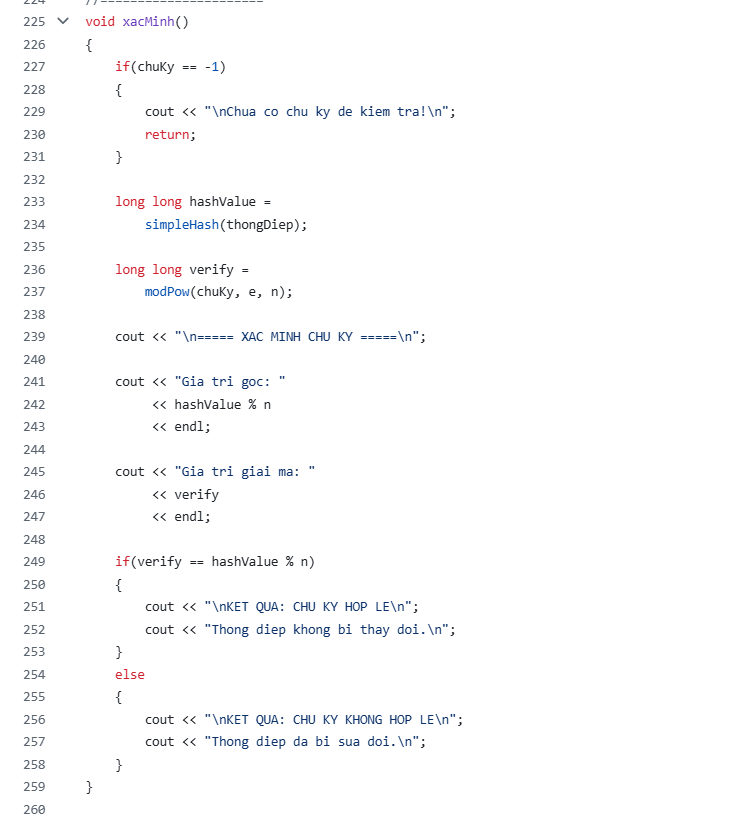 224 //======================
225 void xacMinh()
226 {
227 if(chuKy == -1)
228 {
229 cout << "\nChua co chu ky de kiem tra!\n";
230 return;
231 }
232
233 long long hashValue =
234 simpleHash(thongDiep);
235
236 long long verify =
237 modPow(chuKy, e, n);
238
239 cout << "\n===== XAC MINH CHU KY =====\n";
240
241 cout << "Gia tri goc: "
242 << hashValue % n
243 << endl;
244
245 cout << "Gia tri giai ma: "
246 << verify
247 << endl;
248
249 if(verify == hashValue % n)
250 {
251 cout << "\nKET QUA: CHU KY HOP LE\n";
252 cout << "Thong diep khong bi thay doi.\n";
253 }
254 else
255 {
256 cout << "\nKET QUA: CHU KY KHONG HOP LE\n";
257 cout << "Thong diep da bi sua doi.\n";
258 }
259 }
260